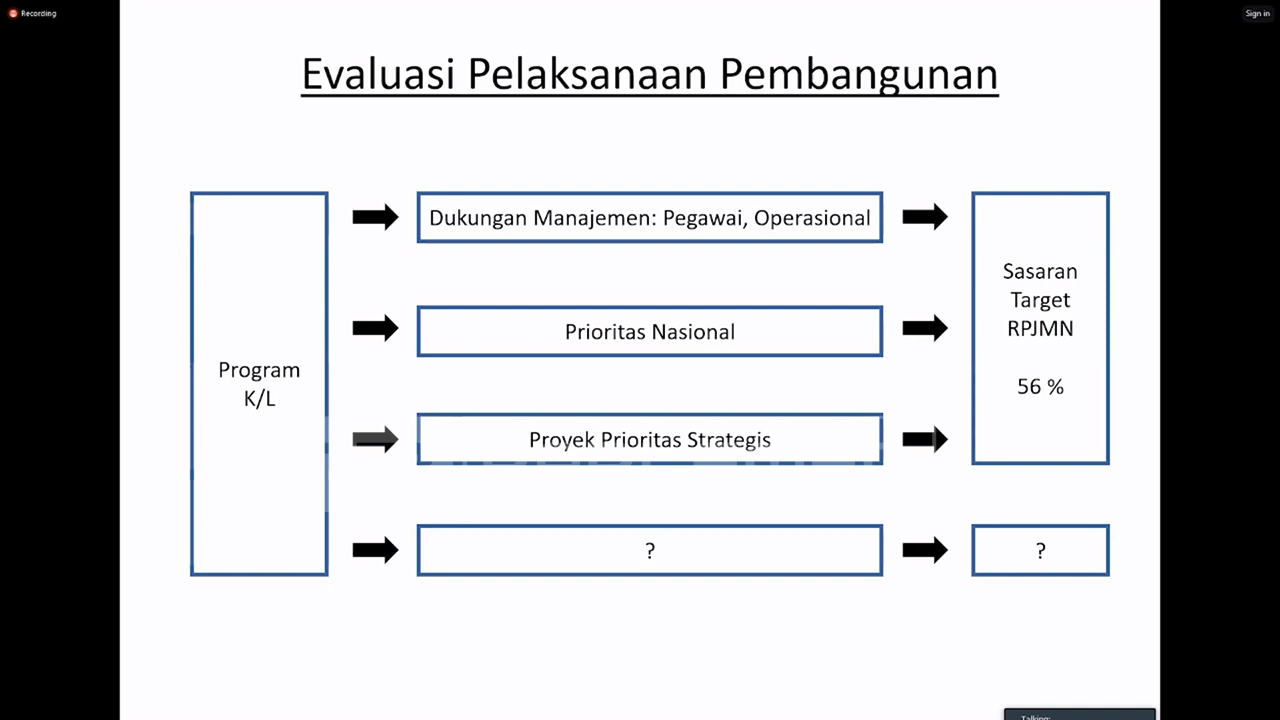 Recording
Sign in
Evaluasi Pelaksanaan Pembangunan
Program
K/L
Dukungan Manajemen: Pegawai, Operasional
Prioritas Nasional
Proyek Prioritas Strategis
?
Sasaran
Target
RPJMN
56 %
?
Talking: